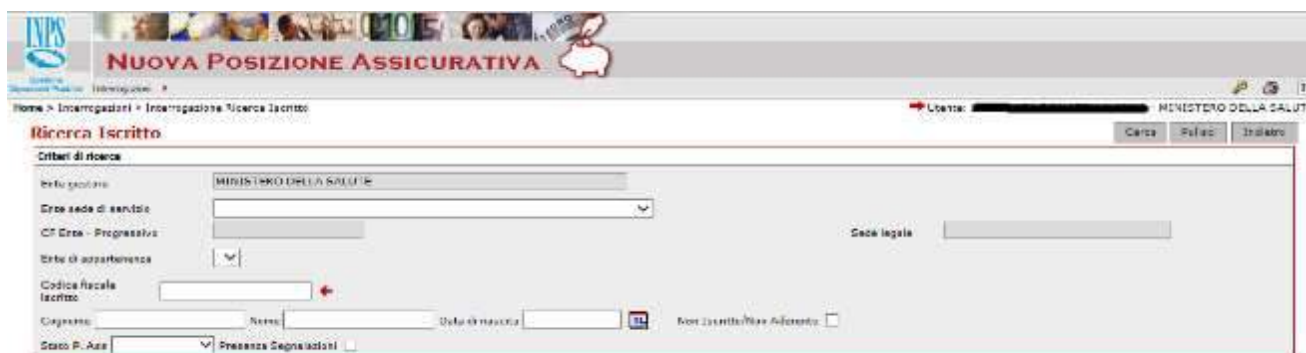 INPS
NUOVA POSIZIONE ASSICURATIVA
Interrogazioni
Home > Interrogazioni > Interrogazione Ricerca Iscritto
Utente: MINISTERO DELLA SALUT
Ricerca Iscritto
Cerca Pulisci Indietro
Criteri di ricerca
Ente gestore MINISTERO DELLA SALUTE
Ente sede di servizio
CF Ente - Progressivo Sede legale
Ente di appartenenza
Codice fiscale
Iscritto
Cognome Nome Data di nascita Non Iscritto/Non Aderente
Stato P. Ass Presenza Segnalazioni